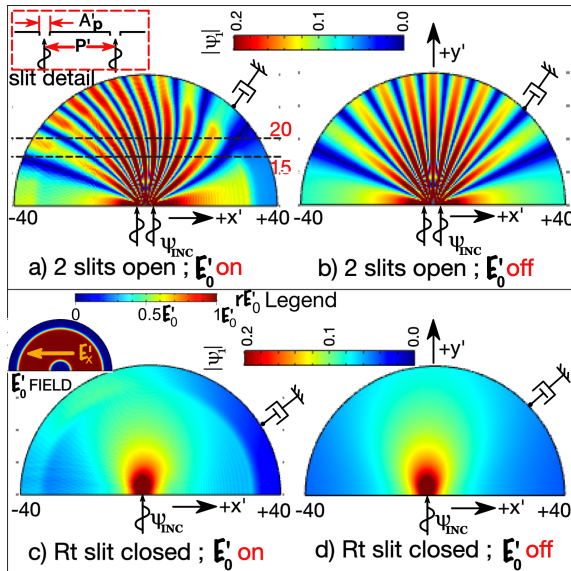 A'p
P'
slit detail
|Ψ1| 0.2 0.1 0.0
+y'
20
15
-40 +x' +40
-40 +40
ΨINC ΨINC
a) 2 slits open ; E'0 on
b) 2 slits open ; E'0 off
0 0.5E'0 1E'0 rE'0 Legend
E'x
E'0 FIELD
|Ψ1| 0.2 0.1 0.0
+y'
-40 +x' +40
-40 +x' +40
ΨINC ΨINC
c) Rt slit closed ; E'0 on
d) Rt slit closed ; E'0 off